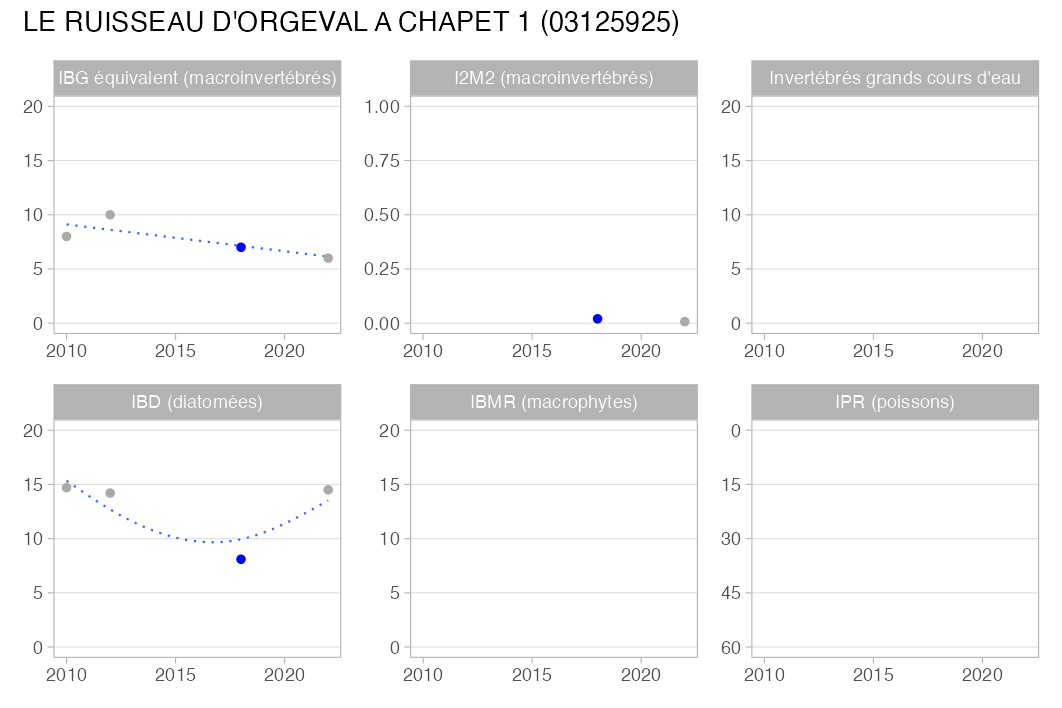 LE RUISSEAU D'ORGEVAL A CHAPET 1 (03125925)
IBG équivalent (macroinvertébrés)
20
15
10
5
0
2010 2015 2020
I2M2 (macroinvertébrés)
1.00
0.75
0.50
0.25
0.00
2010 2015 2020
Invertébrés grands cours d'eau
20
15
10
5
0
2010 2015 2020
IBD (diatomées)
20
15
10
5
0
2010 2015 2020
IBMR (macrophytes)
20
15
10
5
0
2010 2015 2020
IPR (poissons)
0
15
30
45
60
2010 2015 2020